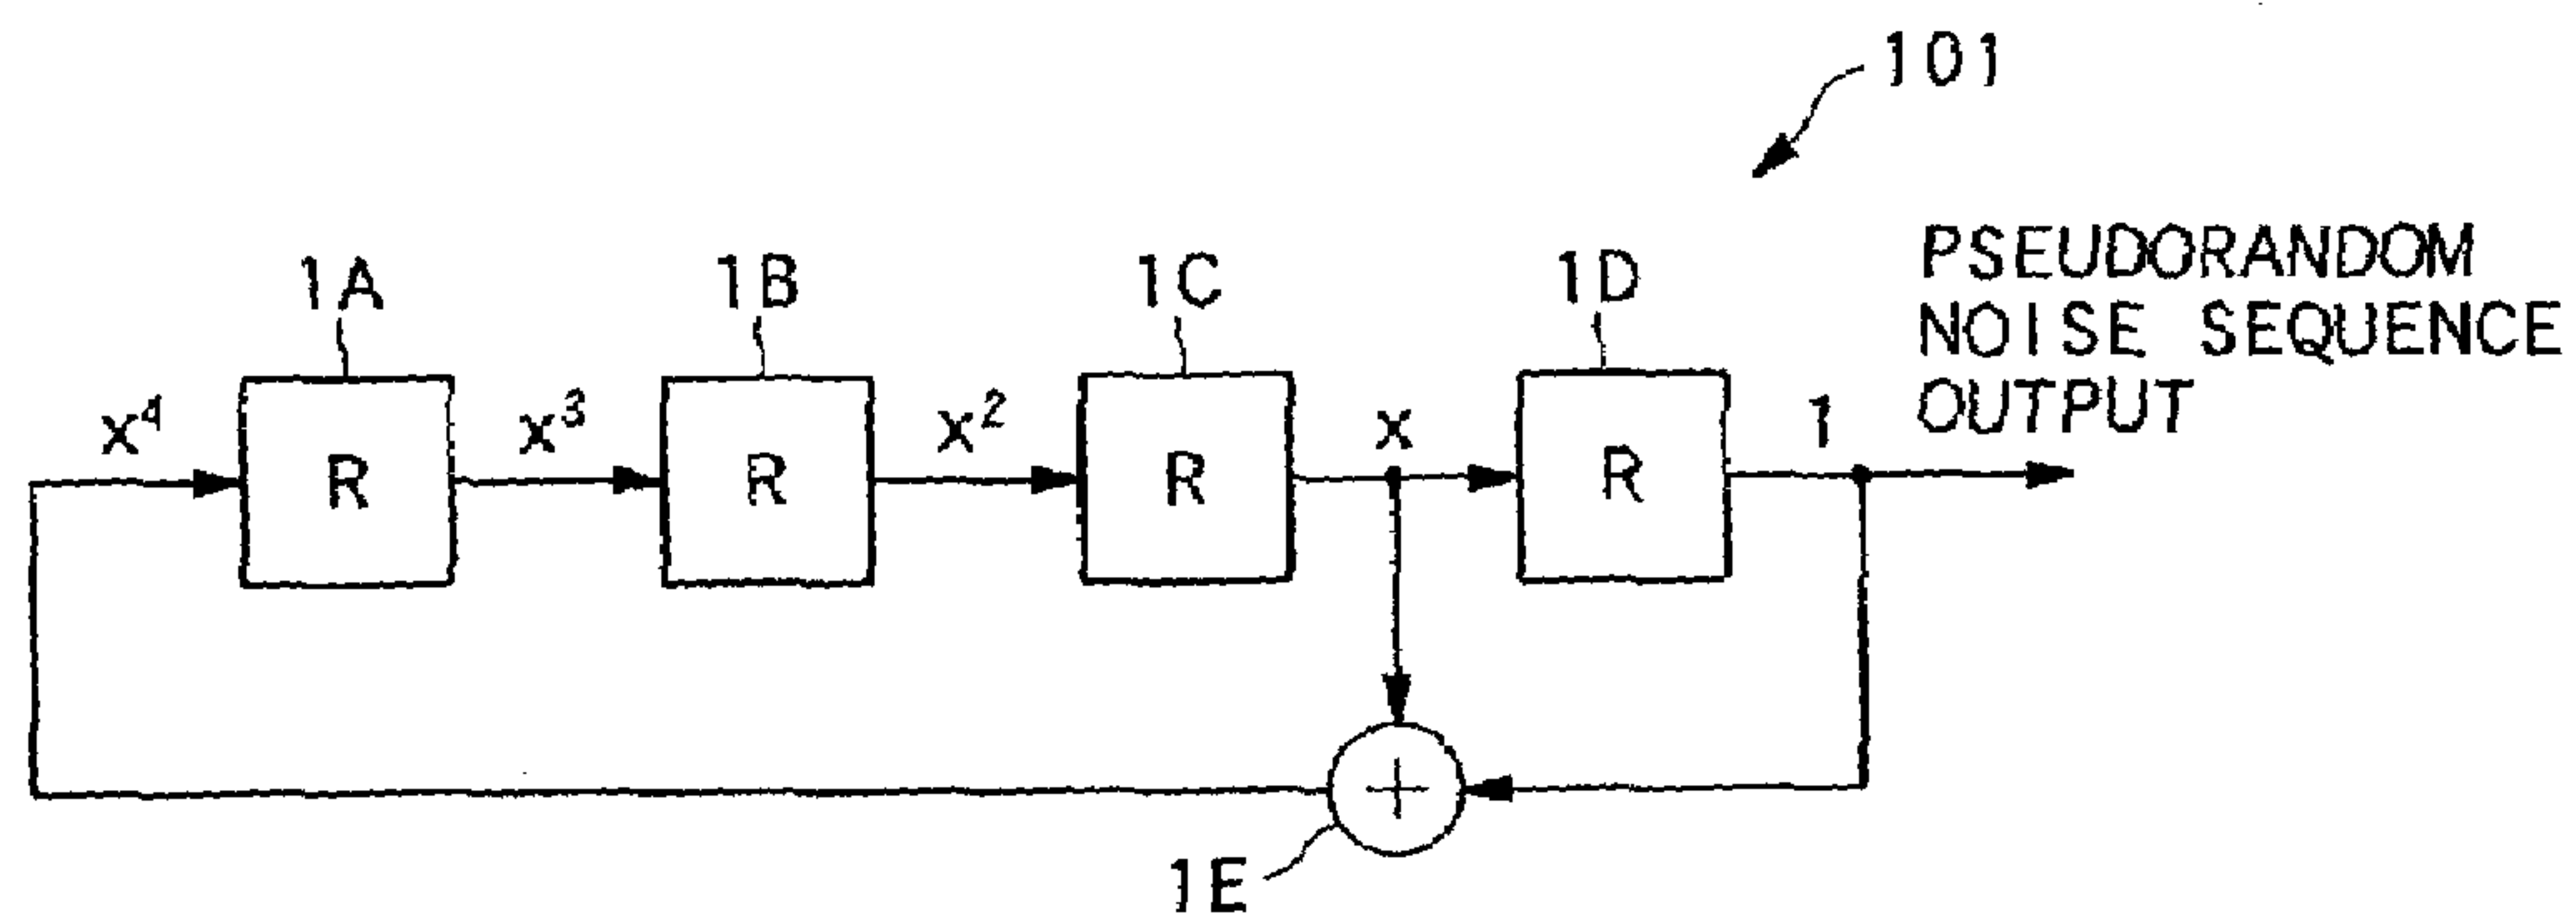 101
PSEUDORANDOM
NOISE SEQUENCE
OUTPUT
1A 1B 1C 1D
x⁴ x³ x² x 1
R R R R
+
1E